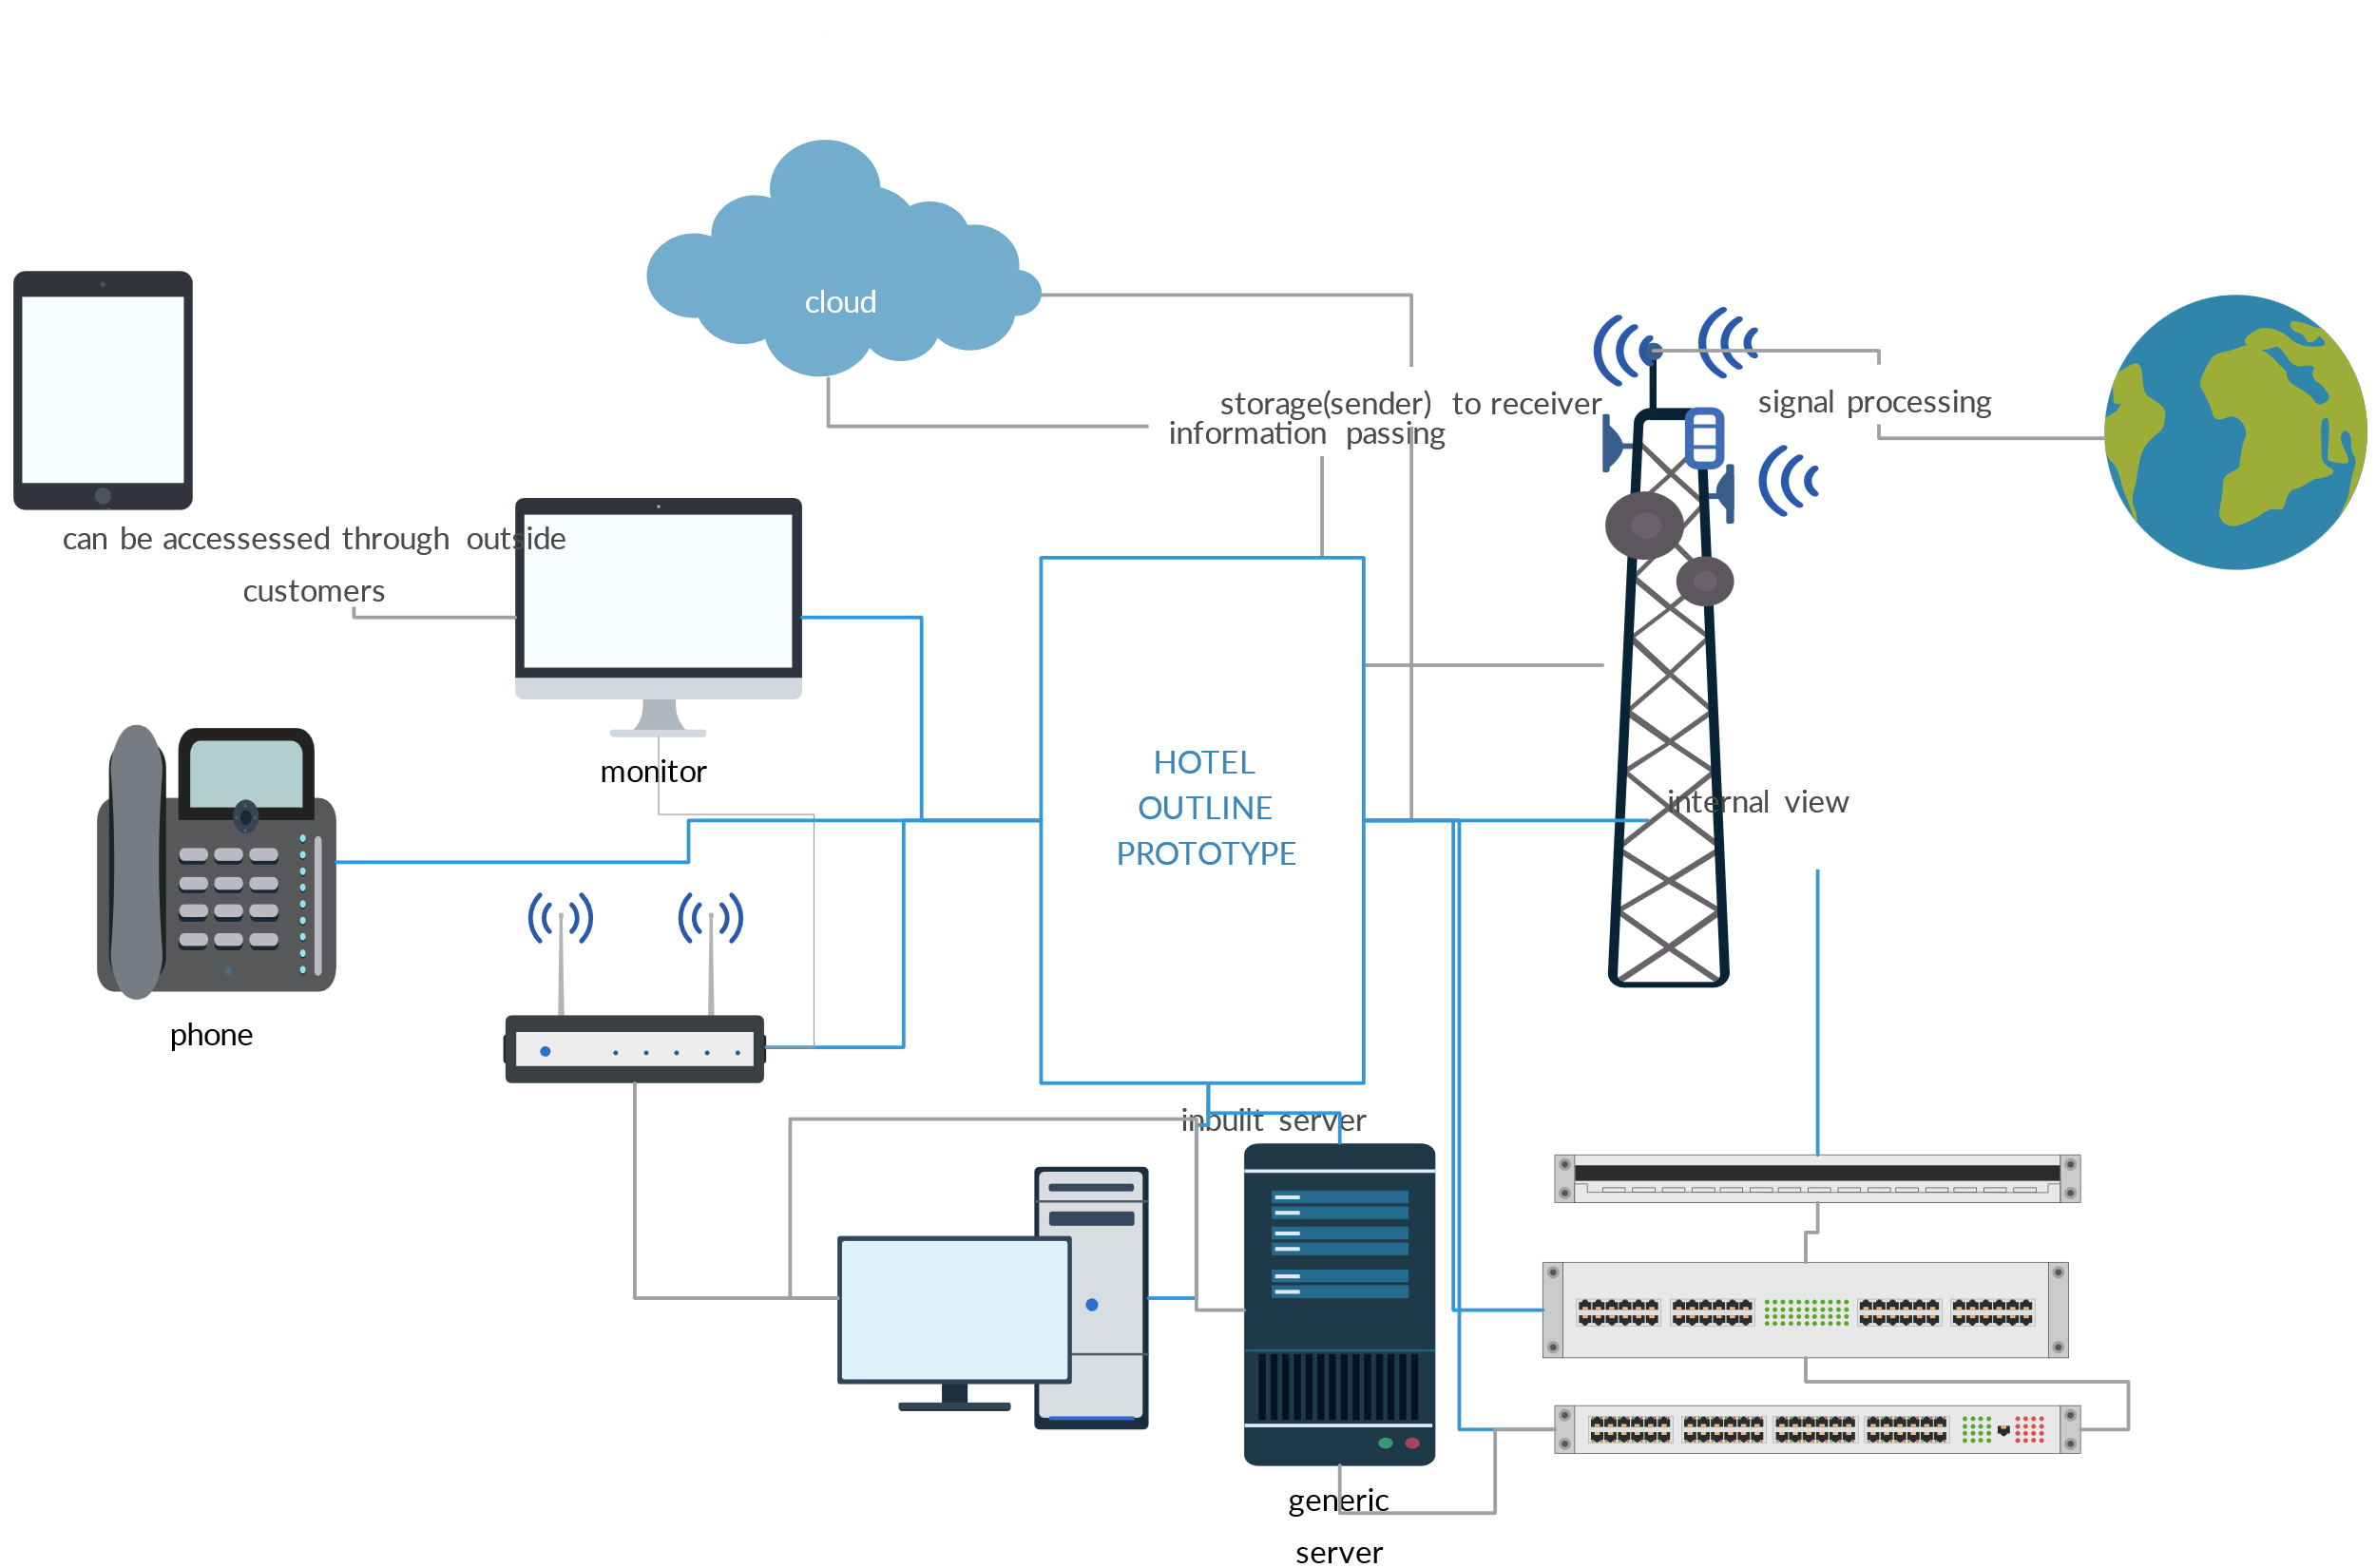 cloud
storage(sender) to receiver
information passing
signal processing
can be accessessed through outside
customers
monitor
HOTEL
OUTLINE
PROTOTYPE
internal view
phone
inbuilt server
generic
server